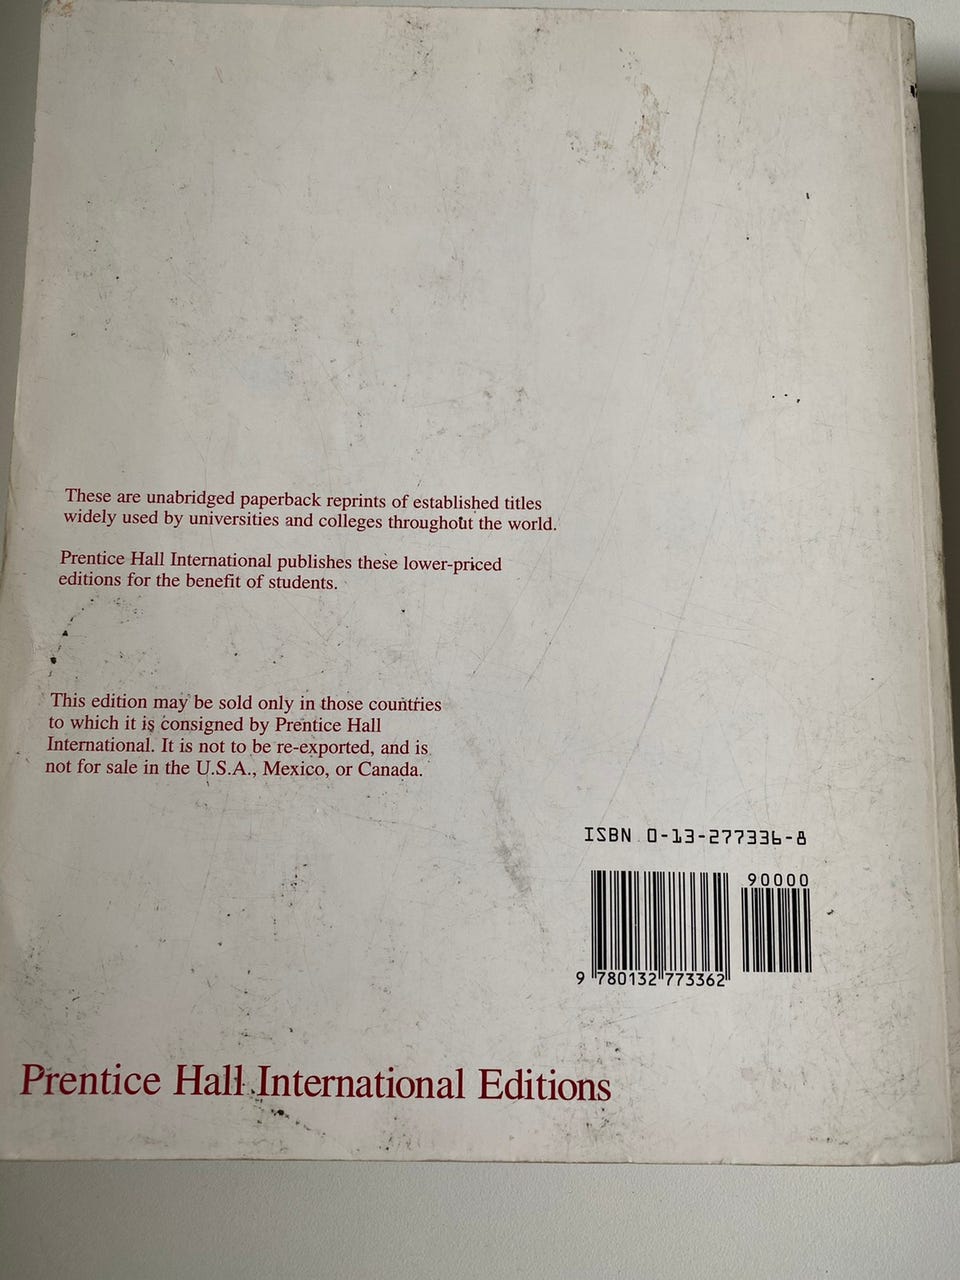 These are unabridged paperback reprints of established titles
widely used by universities and colleges throughout the world.
Prentice Hall International publishes these lower-priced
editions for the benefit of students.
This edition may be sold only in those countries
to which it is consigned by Prentice Hall
International. It is not to be re-exported, and is
not for sale in the U.S.A., Mexico, or Canada.
ISBN 0-13-277336-8
90000
9 780132 773362
Prentice Hall International Editions